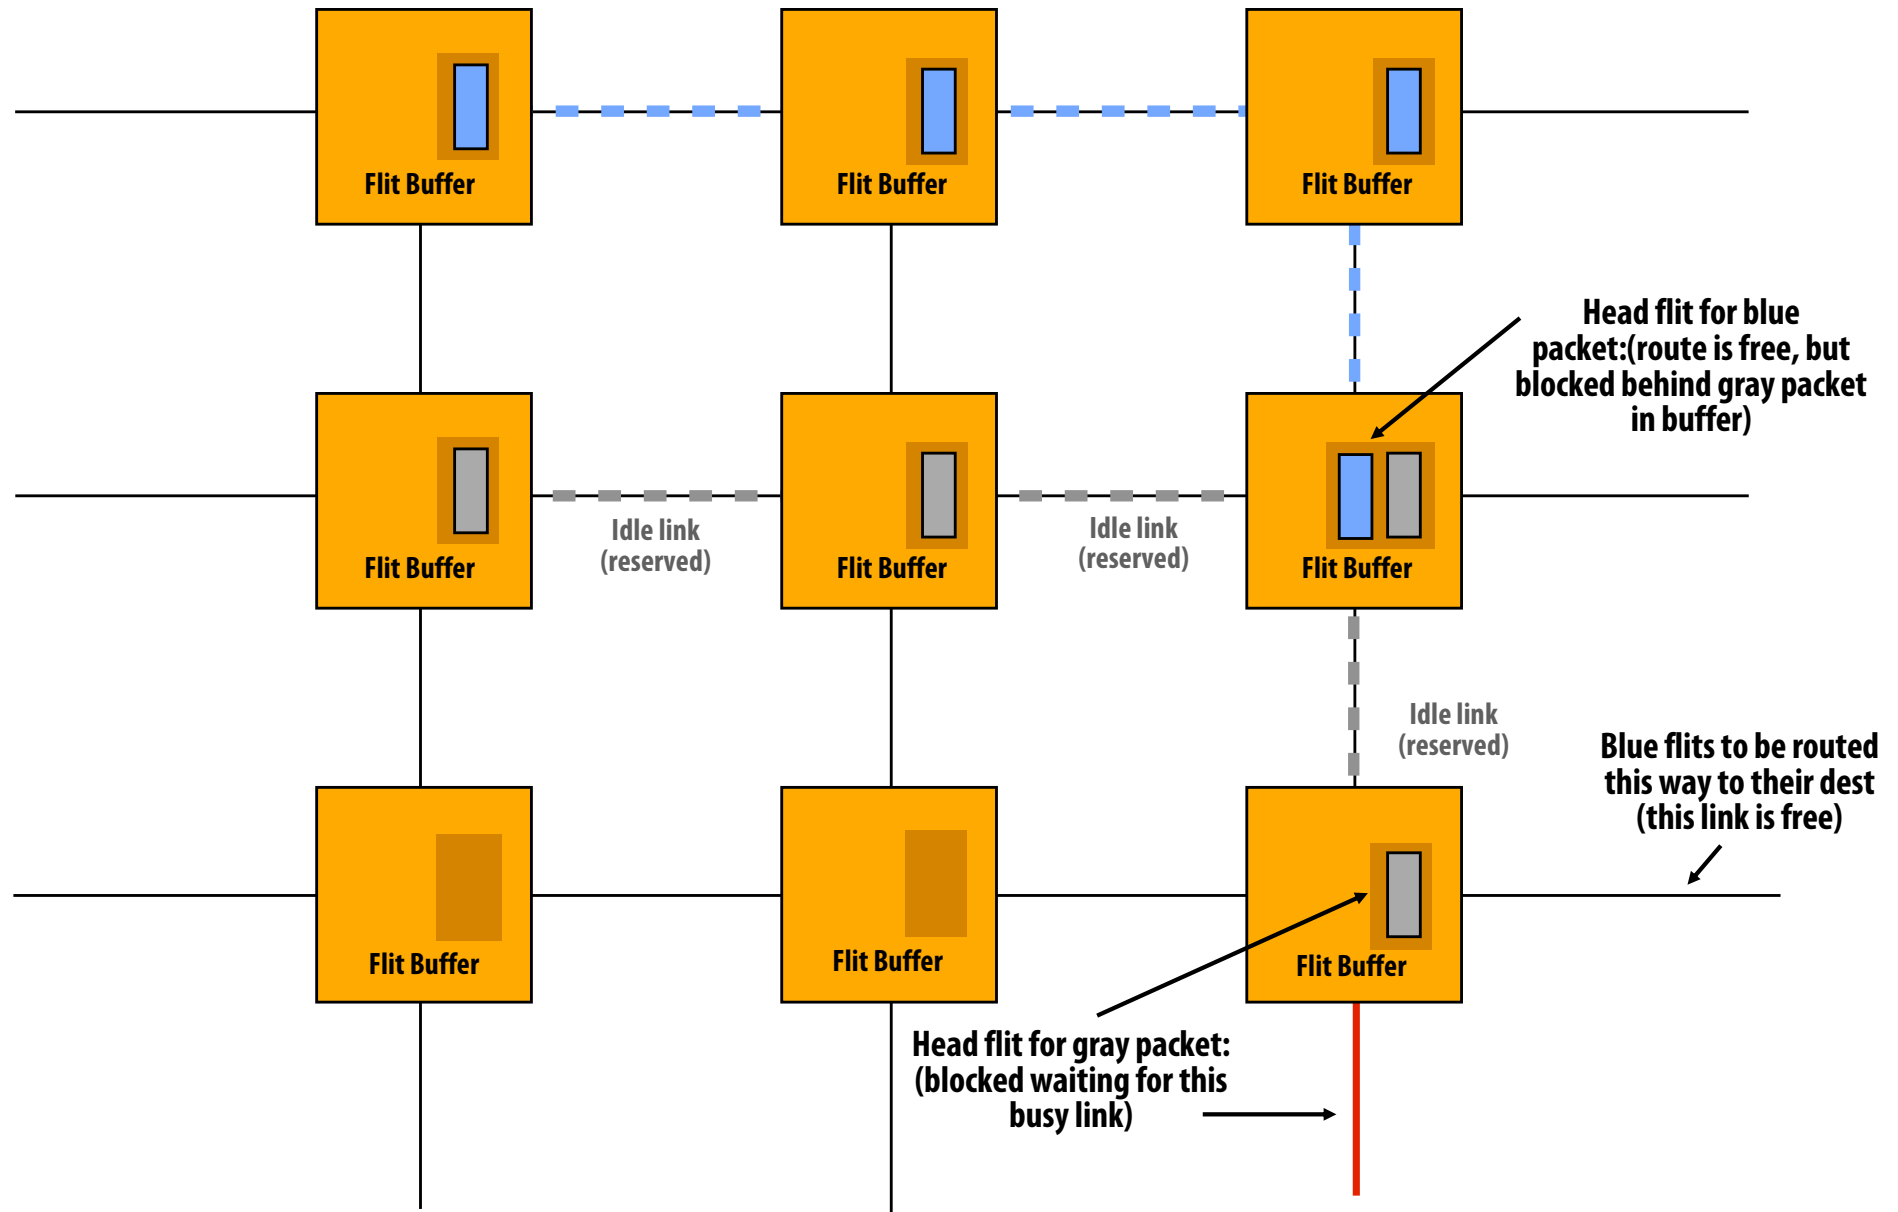 Flit Buffer
Flit Buffer
Flit Buffer
Head flit for blue
packet:(route is free, but
blocked behind gray packet
in buffer)
Idle link
(reserved)
Idle link
(reserved)
Flit Buffer
Flit Buffer
Flit Buffer
Idle link
(reserved)
Blue flits to be routed
this way to their dest
(this link is free)
Flit Buffer
Flit Buffer
Flit Buffer
Head flit for gray packet:
(blocked waiting for this
busy link)